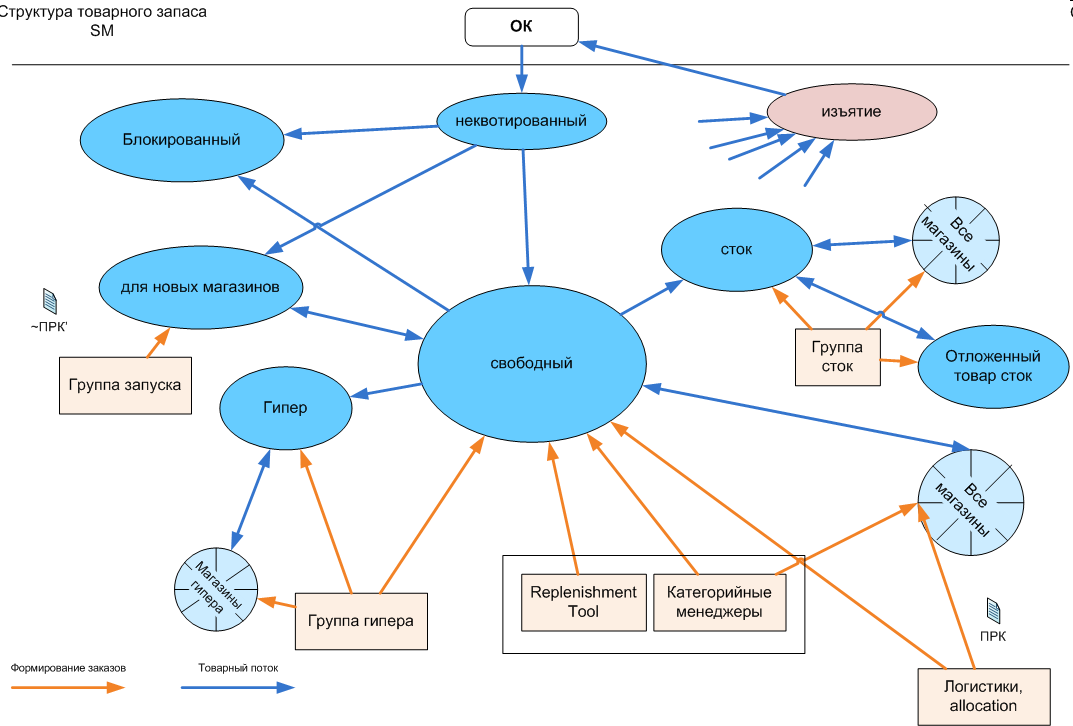 Структура товарного запаса
SM
ОК
неквотированный
изъятие
Блокированный
Все
магазины
сток
для новых магазинов
~ПРК'
Группа
сток
Отложенный
товар сток
свободный
Группа запуска
Гипер
Все
магазины
Магазины
гипера
Replenishment
Tool
Категорийные
менеджеры
Группа гипера
ПРК
Формирование заказов
Товарный поток
Логистики,
allocation